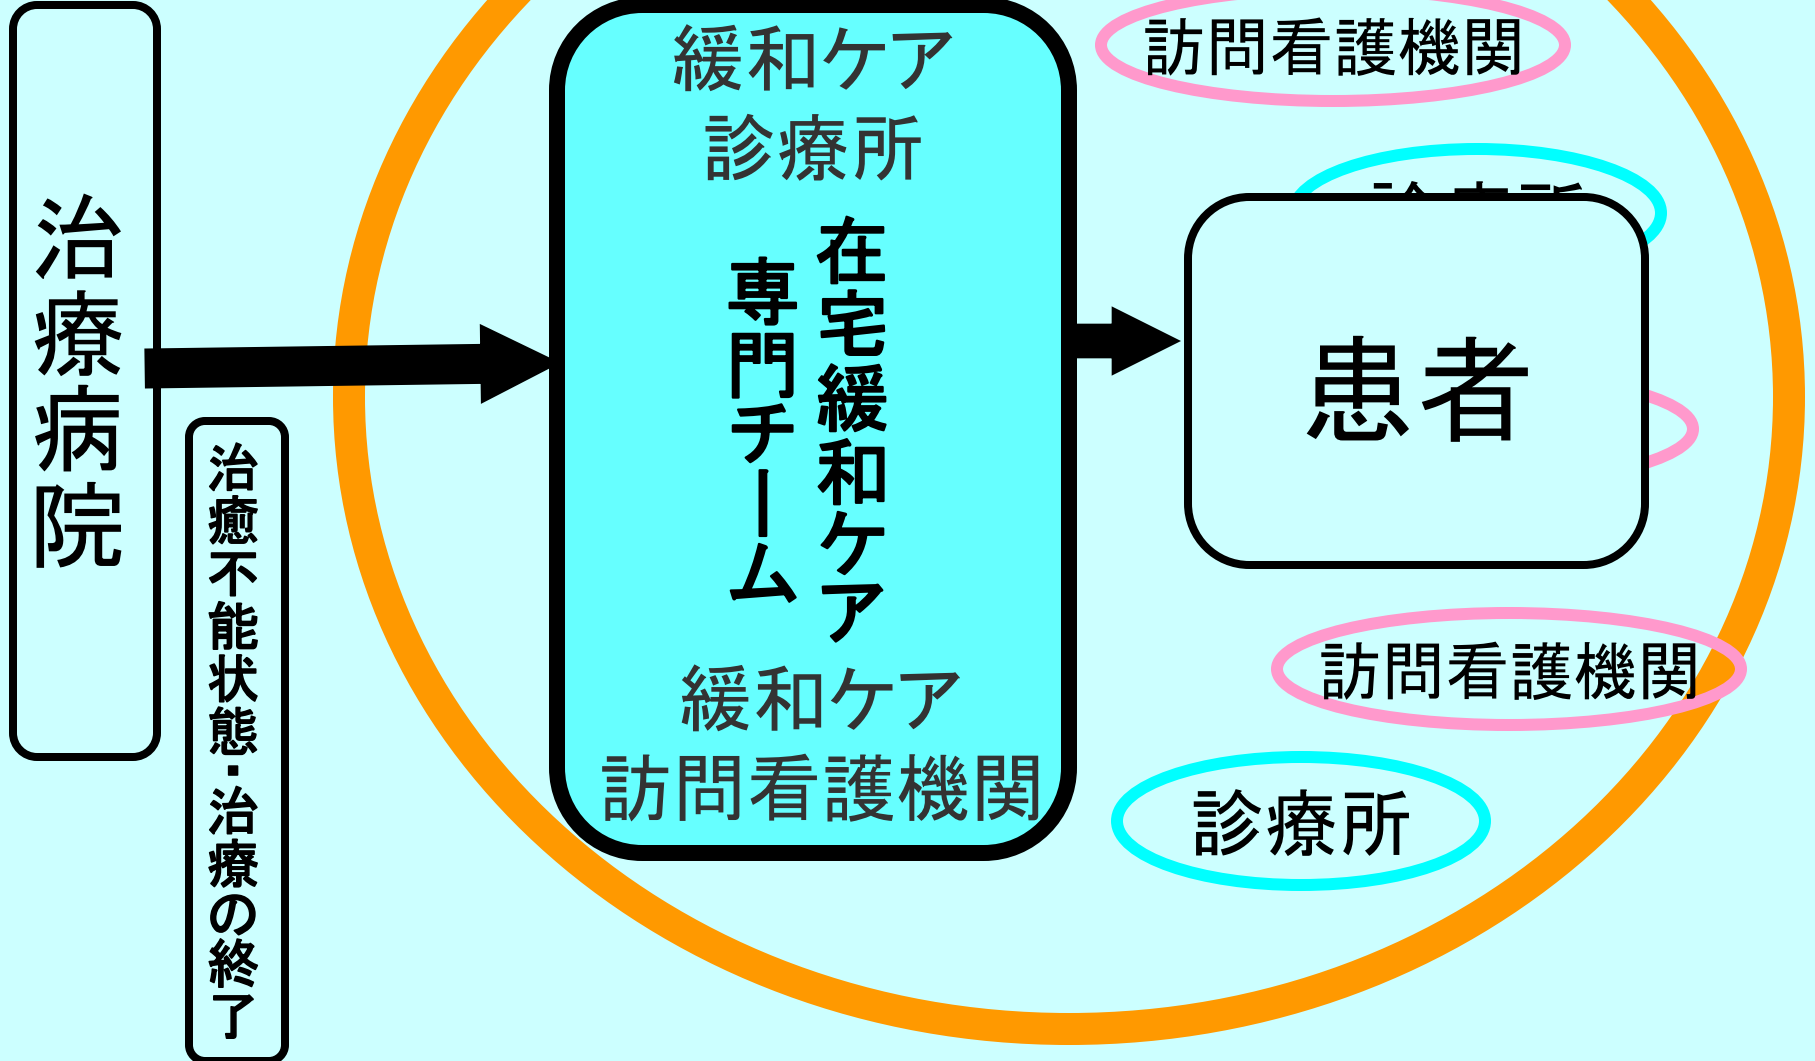 治療病院
治癒不能状態・治療の終了
緩和ケア
診療所
在宅緩和ケア
専門チーム
緩和ケア
訪問看護機関
訪問看護機関
患者
訪問看護機関
診療所